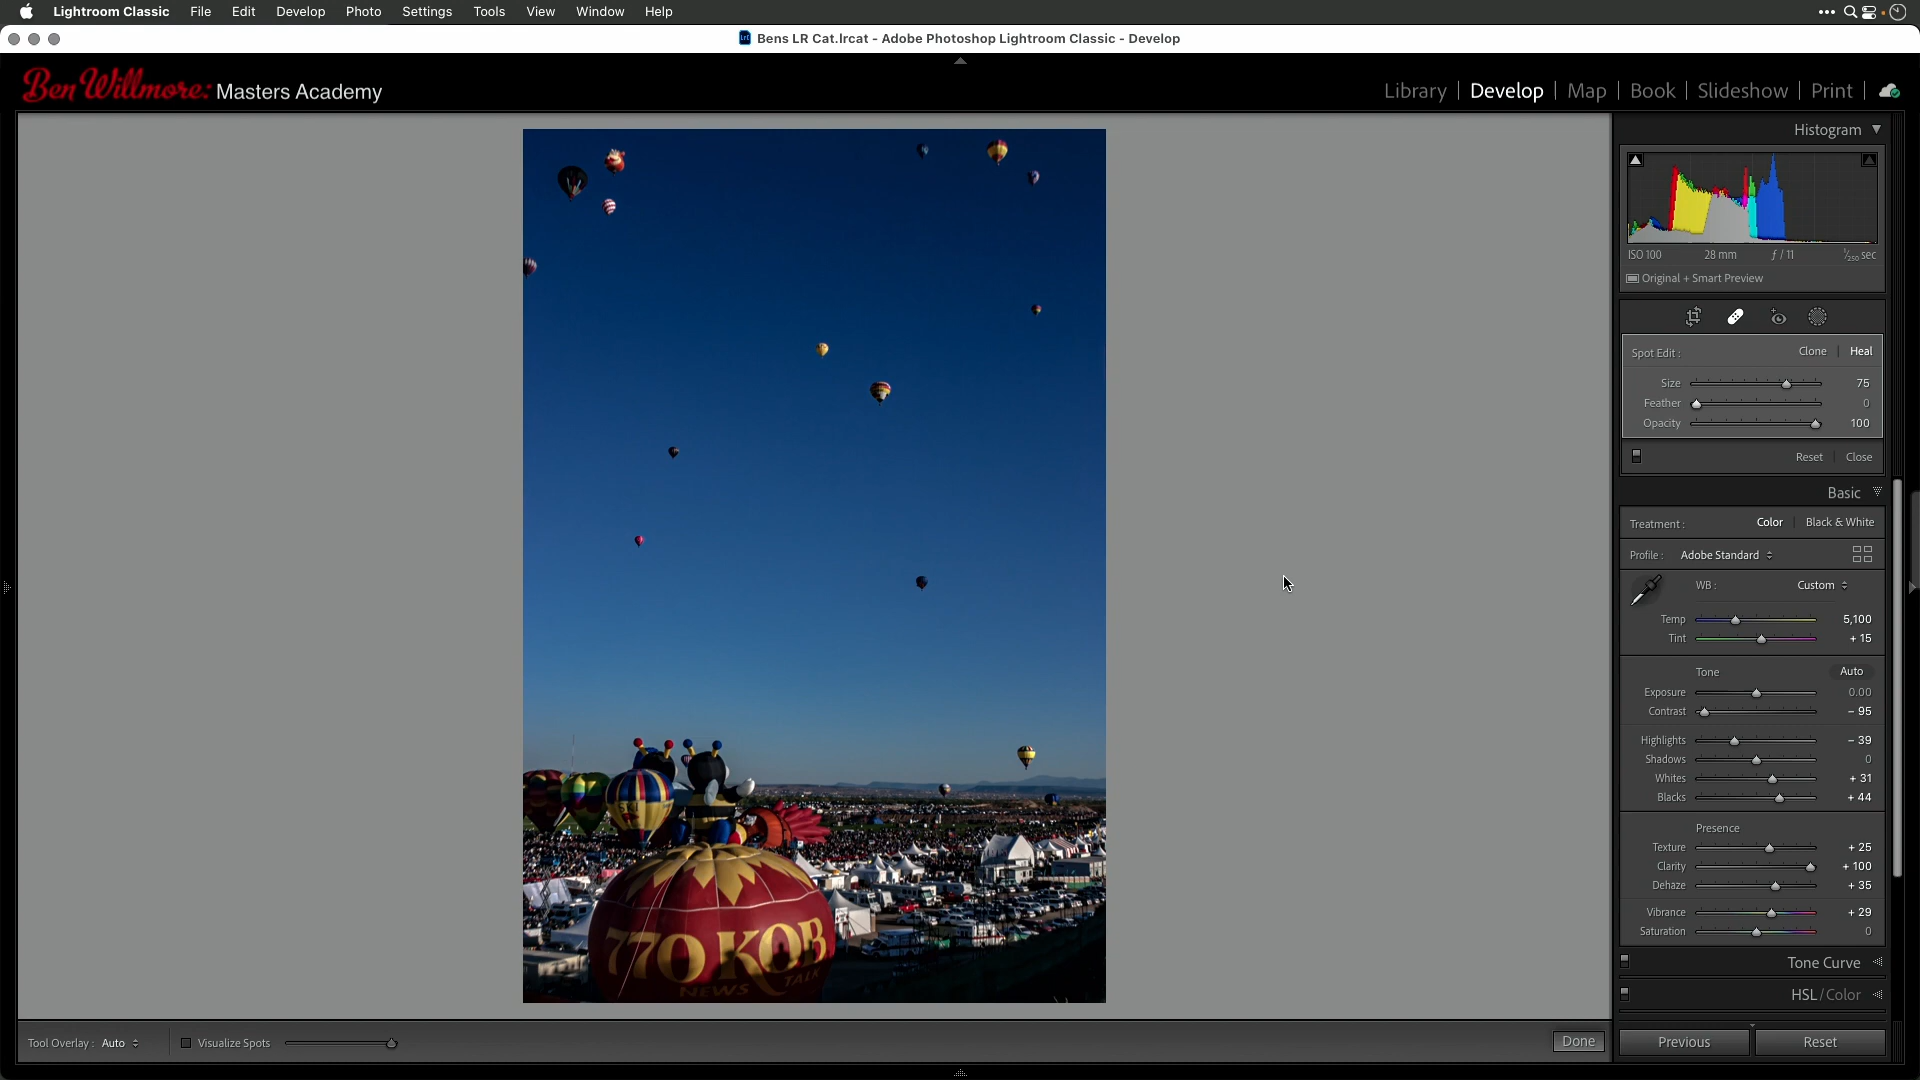 Lightroom Classic File Edit Develop Photo Settings Tools View Window Help
Bens LR Cat.lrcat - Adobe Photoshop Lightroom Classic - Develop
Ben Willmore: Masters Academy
Library | Develop | Map | Book | Slideshow | Print |
Histogram
ISO 100 28 mm ƒ / 11 1/250 sec
Original + Smart Preview
Spot Edit : Clone | Heal
Size 75
Feather 0
Opacity 100
Reset | Close
Basic
Treatment : Color | Black & White
Profile : Adobe Standard
WB : Custom
Temp 5,100
Tint + 15
Tone Auto
Exposure 0.00
Contrast – 95
Highlights – 39
Shadows 0
Whites + 31
Blacks + 44
Presence
Texture + 25
Clarity + 100
Dehaze + 35
Vibrance + 29
Saturation 0
Tone Curve
HSL / Color
770 KOB
NEWS TALK
Tool Overlay : Auto Visualize Spots Done
Previous Reset